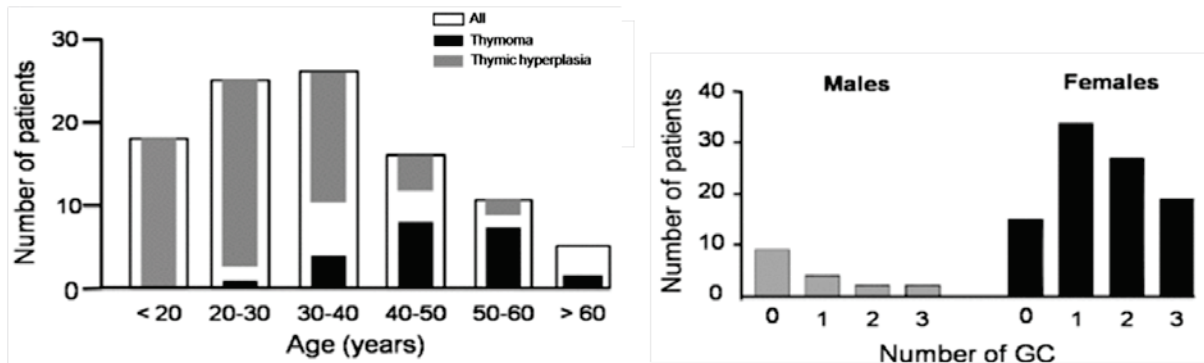 All
Thymoma
Thymic hyperplasia
Number of patients
30
20
10
0
< 20 20-30 30-40 40-50 50-60 > 60
Age (years)
Males Females
Number of patients
40
30
20
10
0
0 1 2 3 0 1 2 3
Number of GC